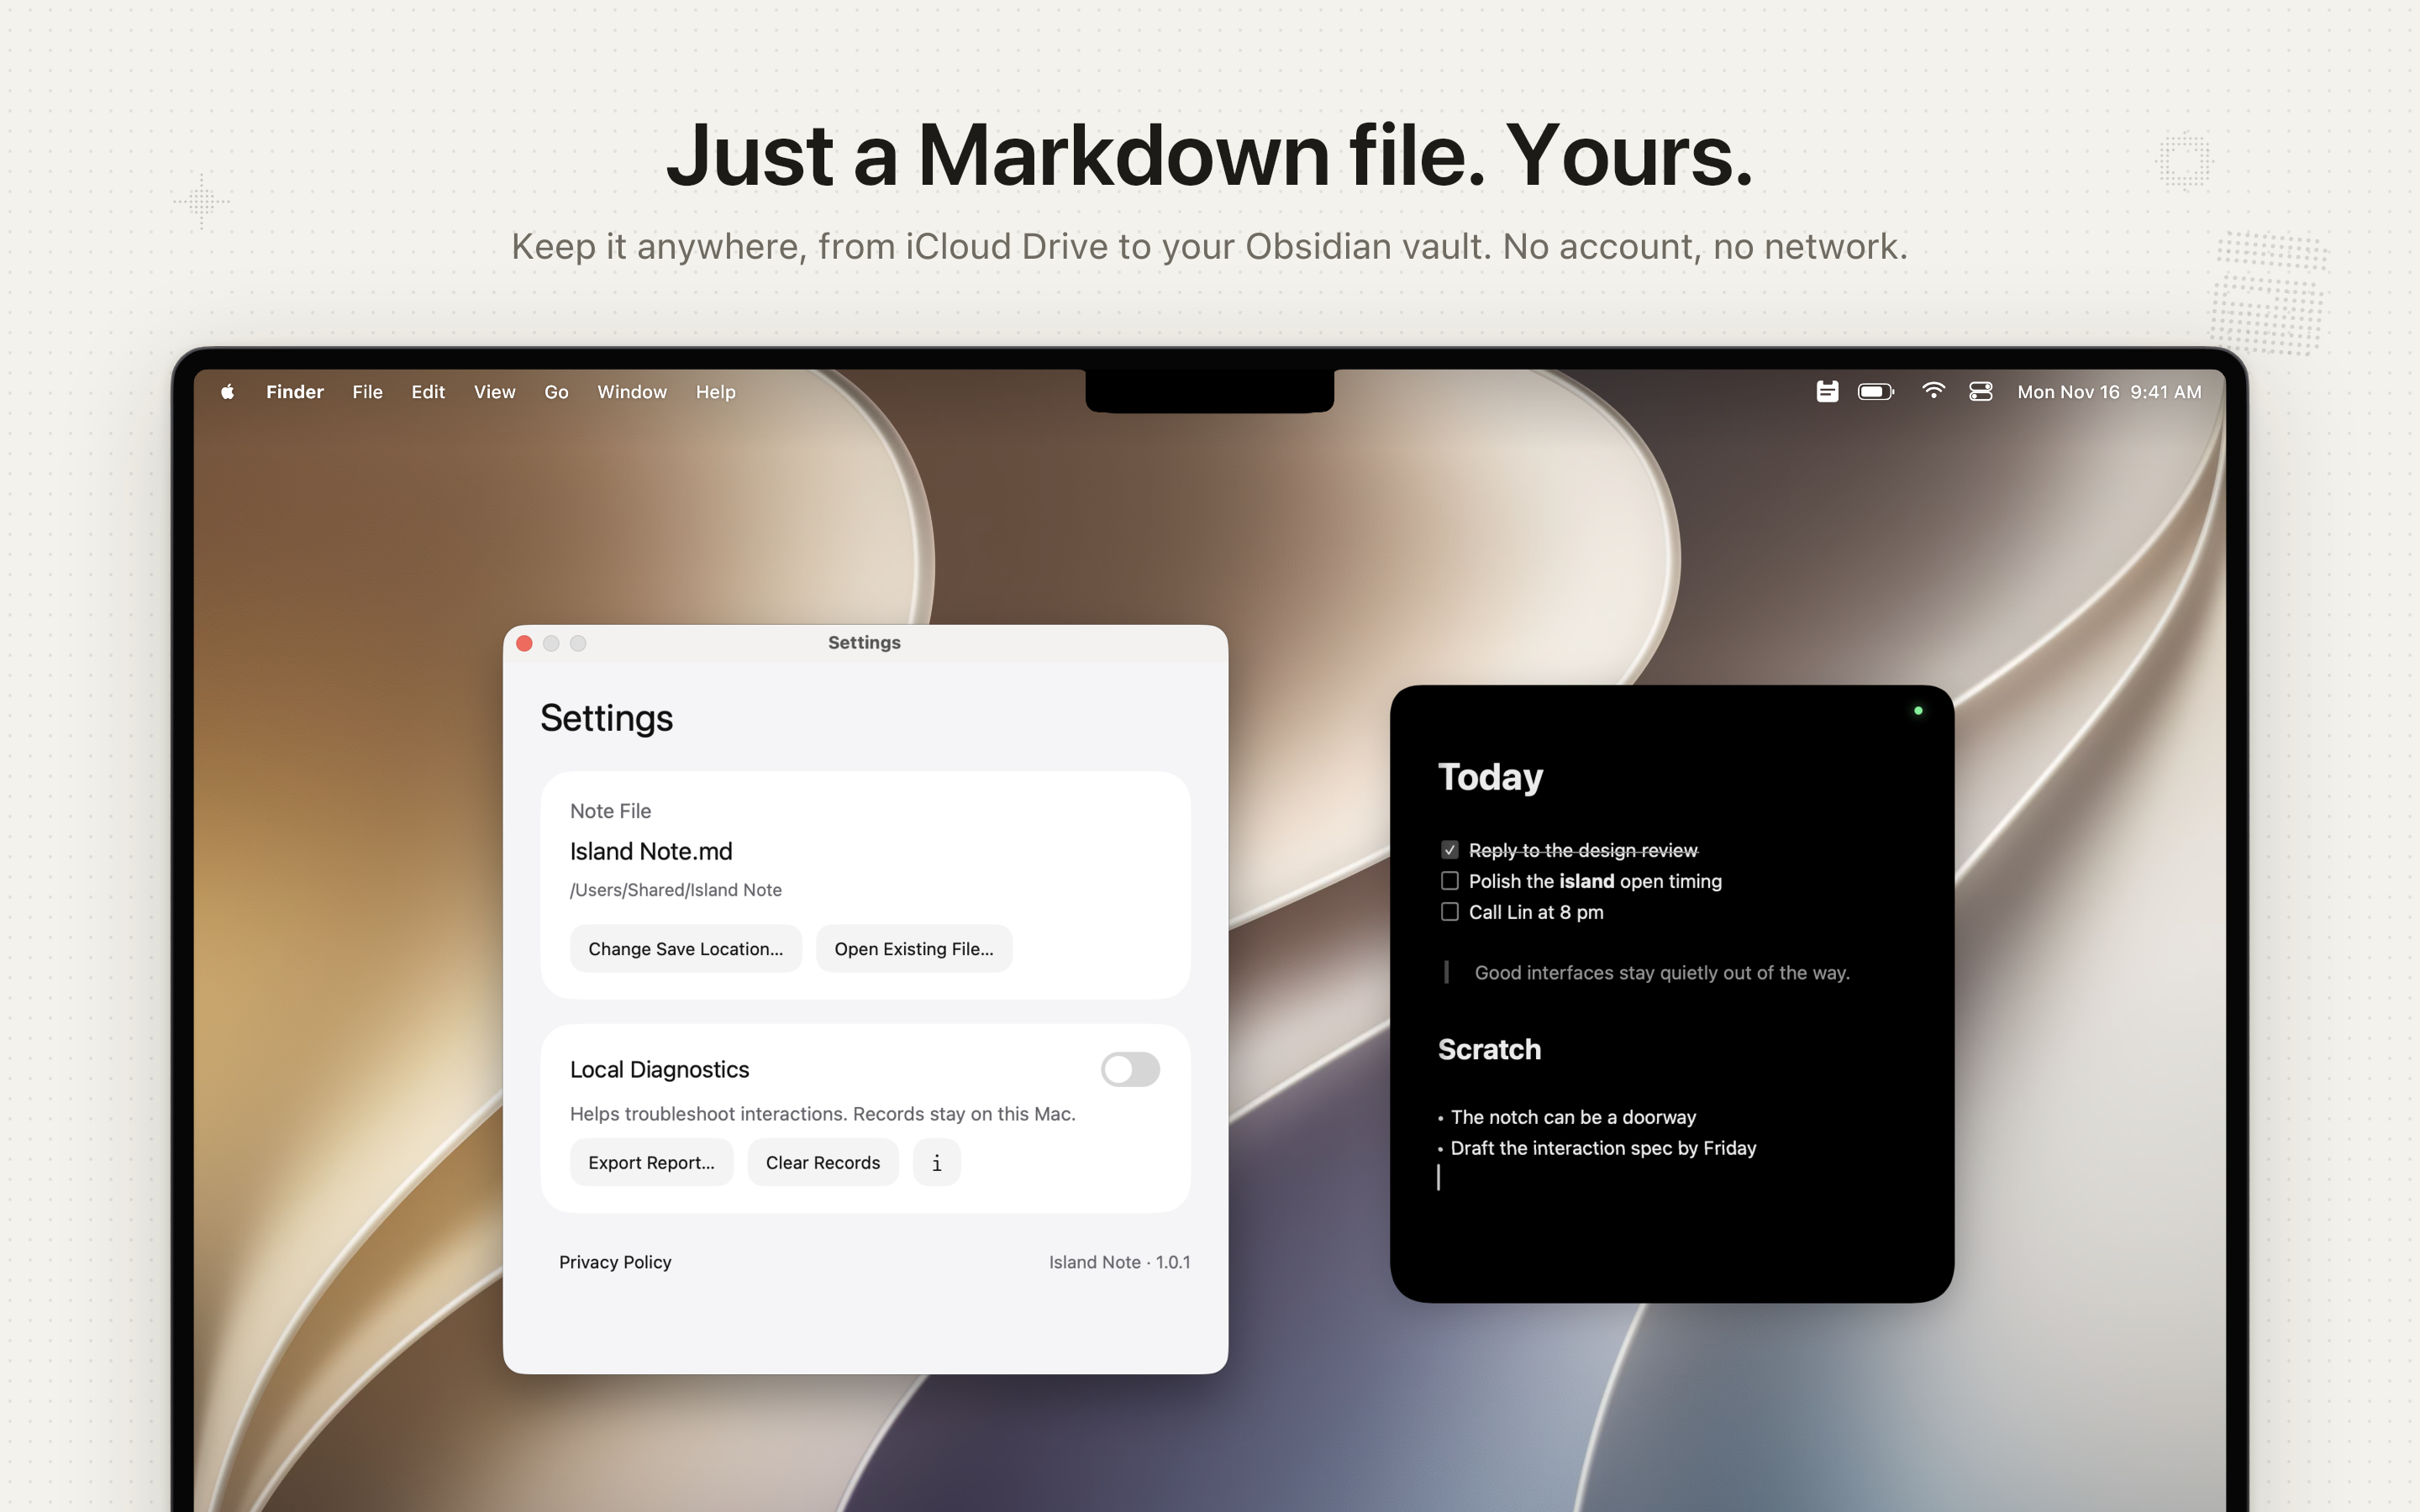 Just a Markdown file. Yours.
Keep it anywhere, from iCloud Drive to your Obsidian vault. No account, no network.
Finder File Edit View Go Window Help
Mon Nov 16 9:41 AM
Settings
Settings
Note File
Island Note.md
/Users/Shared/Island Note
Change Save Location...
Open Existing File...
Local Diagnostics
Helps troubleshoot interactions. Records stay on this Mac.
Export Report...
Clear Records
i
Privacy Policy
Island Note · 1.0.1
Today
Reply to the design review
Polish the island open timing
Call Lin at 8 pm
Good interfaces stay quietly out of the way.
Scratch
• The notch can be a doorway
• Draft the interaction spec by Friday